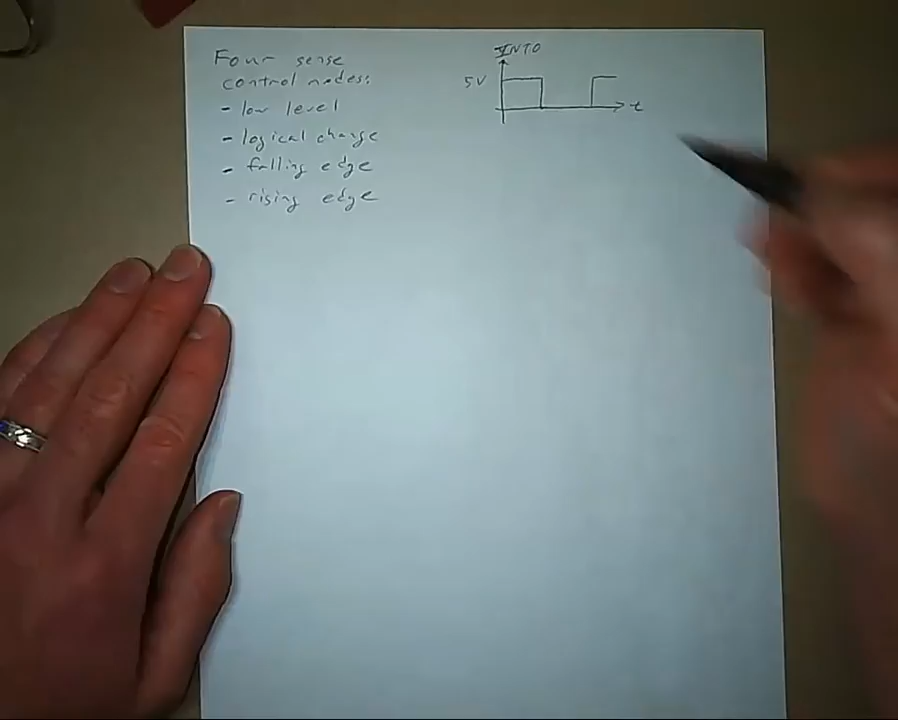 Four sense
control modes:
- low level
- logical change
- falling edge
- rising edge
INT0
5V
t